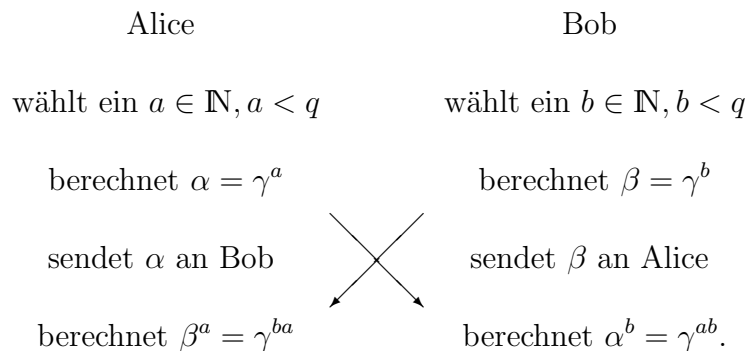 Alice Bob
wählt ein a ∈ ℕ, a < q wählt ein b ∈ ℕ, b < q
berechnet α = γ^a berechnet β = γ^b
sendet α an Bob sendet β an Alice
berechnet β^a = γ^{ba} berechnet α^b = γ^{ab}.